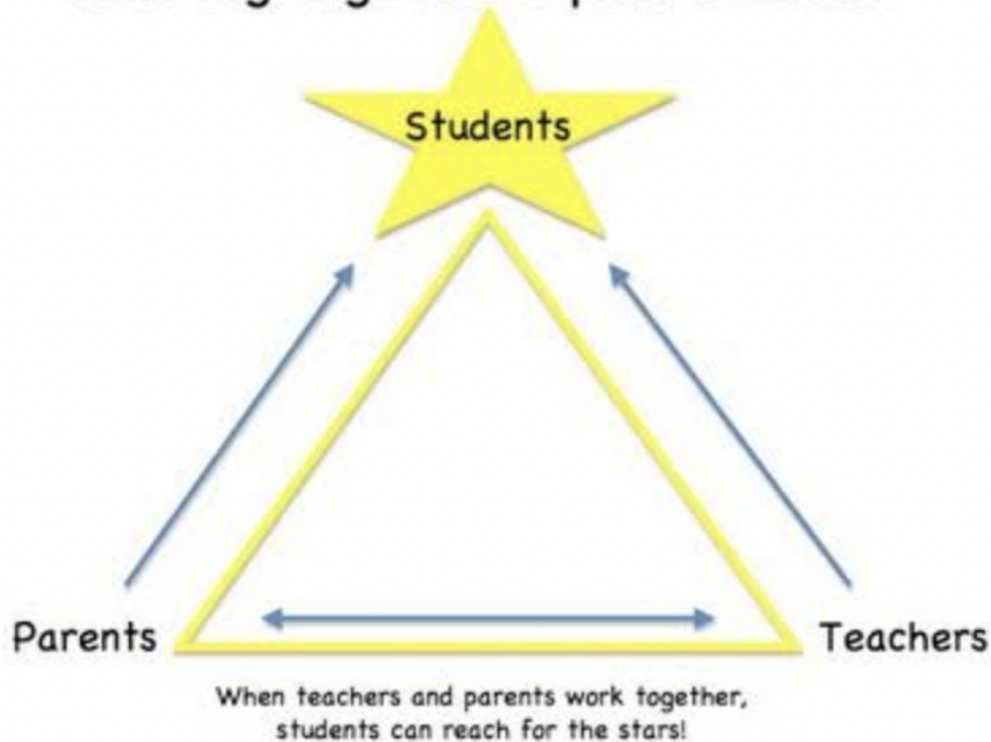 Students
Parents
Teachers
When teachers and parents work together,
students can reach for the stars!